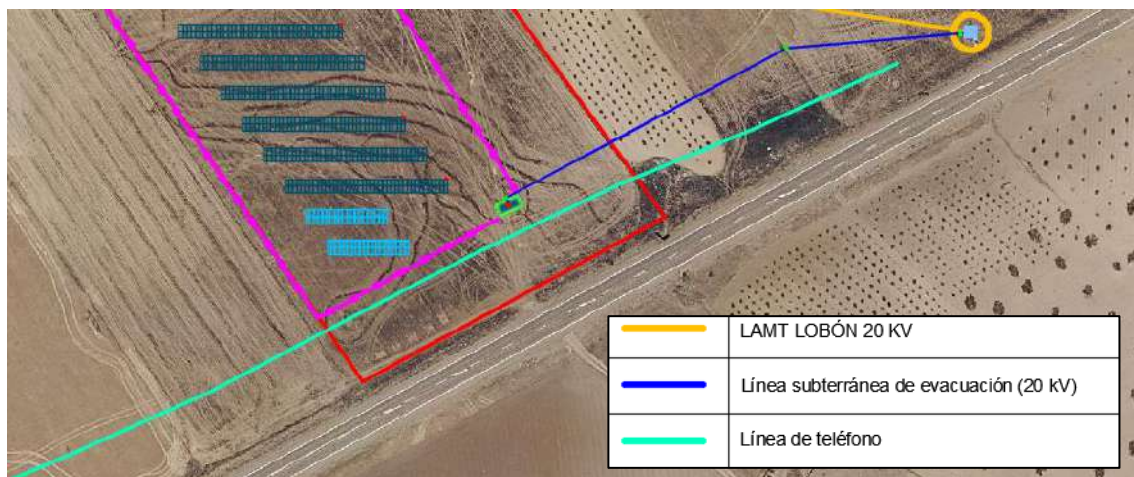 LAMT LOBÓN 20 KV
Línea subterránea de evacuación (20 kV)
Línea de teléfono